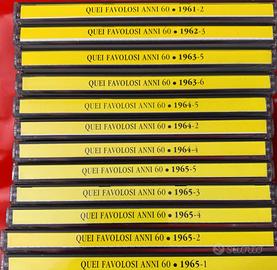 QUEI FAVOLOSI ANNI 60 • 1961-2
QUEI FAVOLOSI ANNI 60 • 1962-3
QUEI FAVOLOSI ANNI 60 • 1963-5
QUEI FAVOLOSI ANNI 60 • 1963-6
QUEI FAVOLOSI ANNI 60 • 1964-5
QUEI FAVOLOSI ANNI 60 • 1964-2
QUEI FAVOLOSI ANNI 60 • 1964-4
QUEI FAVOLOSI ANNI 60 • 1965-5
QUEI FAVOLOSI ANNI 60 • 1965-3
QUEI FAVOLOSI ANNI 60 • 1965-4
QUEI FAVOLOSI ANNI 60 • 1965-2
QUEI FAVOLOSI ANNI 60 • 1965-1
subito